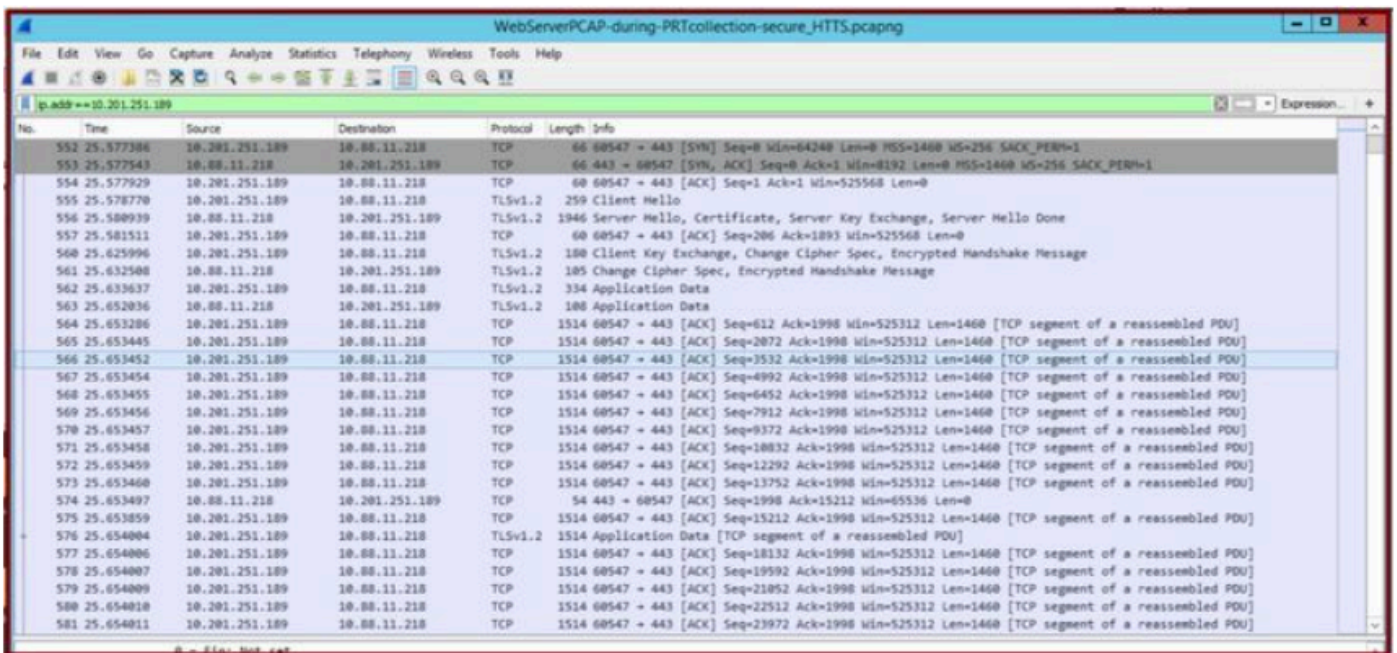 WebServerPCAP-during-PRTcollection-secure_HTTS.pcapng
File Edit View Go Capture Analyze Statistics Telephony Wireless Tools Help
ip.addr==10.201.251.189 Expression... +
No. Time Source Destination Protocol Length Info
552 25.577386 10.201.251.189 10.88.11.218 TCP 66 60547 → 443 [SYN] Seq=0 Win=64240 Len=0 MSS=1460 WS=256 SACK_PERM=1
553 25.577543 10.88.11.218 10.201.251.189 TCP 66 443 → 60547 [SYN, ACK] Seq=0 Ack=1 Win=8192 Len=0 MSS=1460 WS=256 SACK_PERM=1
554 25.577929 10.201.251.189 10.88.11.218 TCP 60 60547 → 443 [ACK] Seq=1 Ack=1 Win=525568 Len=0
555 25.578770 10.201.251.189 10.88.11.218 TLSv1.2 259 Client Hello
556 25.580939 10.88.11.218 10.201.251.189 TLSv1.2 1946 Server Hello, Certificate, Server Key Exchange, Server Hello Done
557 25.581511 10.201.251.189 10.88.11.218 TCP 60 60547 → 443 [ACK] Seq=206 Ack=1893 Win=525568 Len=0
560 25.625996 10.201.251.189 10.88.11.218 TLSv1.2 180 Client Key Exchange, Change Cipher Spec, Encrypted Handshake Message
561 25.632508 10.88.11.218 10.201.251.189 TLSv1.2 105 Change Cipher Spec, Encrypted Handshake Message
562 25.633637 10.201.251.189 10.88.11.218 TLSv1.2 334 Application Data
563 25.652036 10.88.11.218 10.201.251.189 TLSv1.2 108 Application Data
564 25.653286 10.201.251.189 10.88.11.218 TCP 1514 60547 → 443 [ACK] Seq=612 Ack=1998 Win=525312 Len=1460 [TCP segment of a reassembled PDU]
565 25.653445 10.201.251.189 10.88.11.218 TCP 1514 60547 → 443 [ACK] Seq=2072 Ack=1998 Win=525312 Len=1460 [TCP segment of a reassembled PDU]
566 25.653452 10.201.251.189 10.88.11.218 TCP 1514 60547 → 443 [ACK] Seq=3532 Ack=1998 Win=525312 Len=1460 [TCP segment of a reassembled PDU]
567 25.653454 10.201.251.189 10.88.11.218 TCP 1514 60547 → 443 [ACK] Seq=4992 Ack=1998 Win=525312 Len=1460 [TCP segment of a reassembled PDU]
568 25.653455 10.201.251.189 10.88.11.218 TCP 1514 60547 → 443 [ACK] Seq=6452 Ack=1998 Win=525312 Len=1460 [TCP segment of a reassembled PDU]
569 25.653456 10.201.251.189 10.88.11.218 TCP 1514 60547 → 443 [ACK] Seq=7912 Ack=1998 Win=525312 Len=1460 [TCP segment of a reassembled PDU]
570 25.653457 10.201.251.189 10.88.11.218 TCP 1514 60547 → 443 [ACK] Seq=9372 Ack=1998 Win=525312 Len=1460 [TCP segment of a reassembled PDU]
571 25.653458 10.201.251.189 10.88.11.218 TCP 1514 60547 → 443 [ACK] Seq=10832 Ack=1998 Win=525312 Len=1460 [TCP segment of a reassembled PDU]
572 25.653459 10.201.251.189 10.88.11.218 TCP 1514 60547 → 443 [ACK] Seq=12292 Ack=1998 Win=525312 Len=1460 [TCP segment of a reassembled PDU]
573 25.653460 10.201.251.189 10.88.11.218 TCP 1514 60547 → 443 [ACK] Seq=13752 Ack=1998 Win=525312 Len=1460 [TCP segment of a reassembled PDU]
574 25.653497 10.88.11.218 10.201.251.189 TCP 54 443 → 60547 [ACK] Seq=1998 Ack=15212 Win=65536 Len=0
575 25.653859 10.201.251.189 10.88.11.218 TCP 1514 60547 → 443 [ACK] Seq=15212 Ack=1998 Win=525312 Len=1460 [TCP segment of a reassembled PDU]
576 25.654004 10.201.251.189 10.88.11.218 TLSv1.2 1514 Application Data [TCP segment of a reassembled PDU]
577 25.654006 10.201.251.189 10.88.11.218 TCP 1514 60547 → 443 [ACK] Seq=18132 Ack=1998 Win=525312 Len=1460 [TCP segment of a reassembled PDU]
578 25.654007 10.201.251.189 10.88.11.218 TCP 1514 60547 → 443 [ACK] Seq=19592 Ack=1998 Win=525312 Len=1460 [TCP segment of a reassembled PDU]
579 25.654009 10.201.251.189 10.88.11.218 TCP 1514 60547 → 443 [ACK] Seq=21052 Ack=1998 Win=525312 Len=1460 [TCP segment of a reassembled PDU]
580 25.654010 10.201.251.189 10.88.11.218 TCP 1514 60547 → 443 [ACK] Seq=22512 Ack=1998 Win=525312 Len=1460 [TCP segment of a reassembled PDU]
581 25.654011 10.201.251.189 10.88.11.218 TCP 1514 60547 → 443 [ACK] Seq=23972 Ack=1998 Win=525312 Len=1460 [TCP segment of a reassembled PDU]